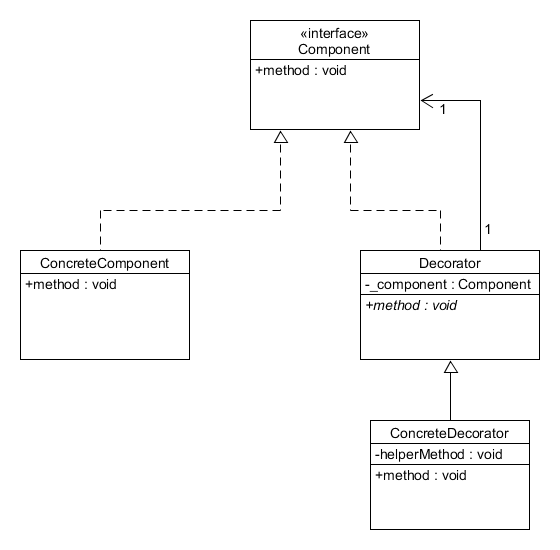 «interface»
Component
+method : void
1
1
ConcreteComponent
+method : void
Decorator
-_component : Component
+method : void
ConcreteDecorator
-helperMethod : void
+method : void